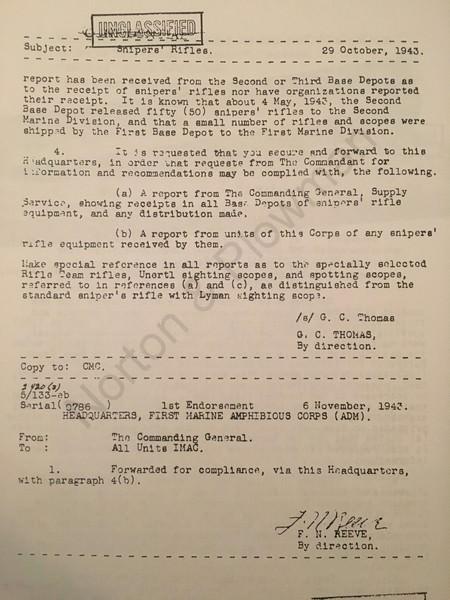 UNCLASSIFIED
Subject: Snipers' Rifles. 29 October, 1943.
report has been received from the Second or Third Base Depots as
to the receipt of snipers' rifles nor have organizations reported
their receipt. It is known that about 4 May, 1943, the Second
Base Depot released fifty (50) snipers' rifles to the Second
Marine Division, and that a small number of rifles and scopes were
shipped by the First Base Depot to the First Marine Division.
4. It is requested that you secure and forward to this
Headquarters, in order that requests from The Commandant for
information and recommendations may be complied with, the following.
(a) A report from The Commanding General, Supply
Service, showing receipts in all Base Depots of snipers' rifle
equipment, and any distribution made.
(b) A report from units of this Corps of any snipers'
rifle equipment received by them.
Make special reference in all reports as to the specially selected
Rifle Team rifles, Unertl sighting scopes, and spotting scopes,
referred to in references (a) and (c), as distinguished from the
standard sniper's rifle with Lyman sighting scope.
/s/ G. C. Thomas
G. C. THOMAS,
By direction.
Copy to: CMC.
2420(3)
5/133-eb
Serial( 0786 ) 1st Endorsement 6 November, 1943.
HEADQUARTERS, FIRST MARINE AMPHIBIOUS CORPS (ADM).
From: The Commanding General.
To : All Units IMAC.
1. Forwarded for compliance, via this Headquarters,
with paragraph 4(b).
F. N. Reeve
F. N. REEVE,
By direction.